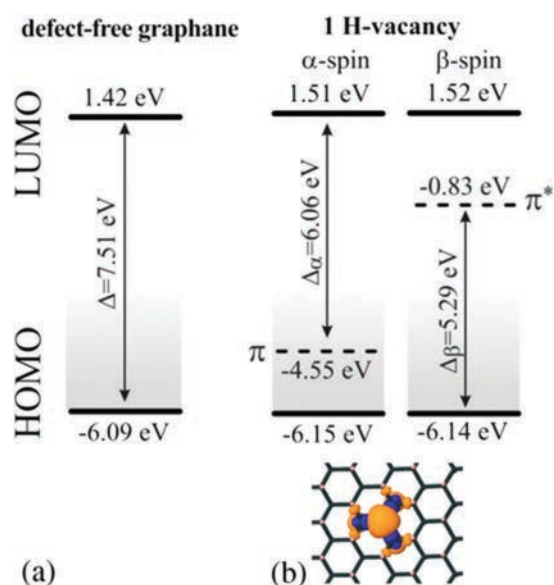 defect-free graphane
1 H-vacancy
α-spin
β-spin
1.42 eV
1.51 eV
1.52 eV
LUMO
-0.83 eV
π*
Δ=7.51 eV
Δα=6.06 eV
Δβ=5.29 eV
π
-4.55 eV
HOMO
-6.09 eV
-6.15 eV
-6.14 eV
(a)
(b)